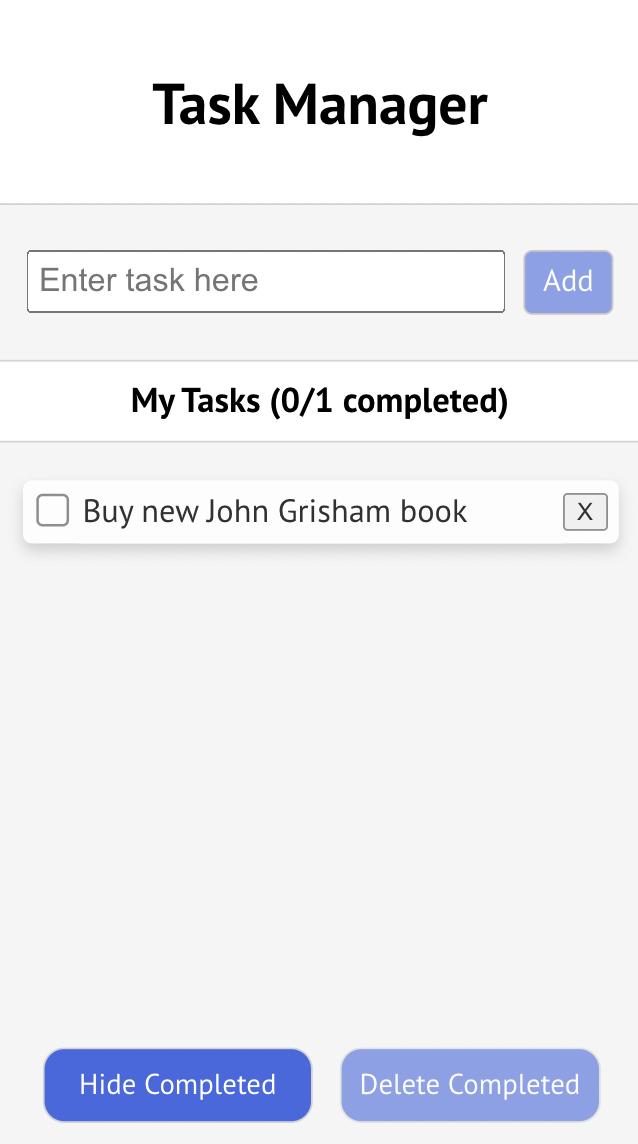 Task Manager
Enter task here
Add
My Tasks (0/1 completed)
Buy new John Grisham book
X
Hide Completed
Delete Completed